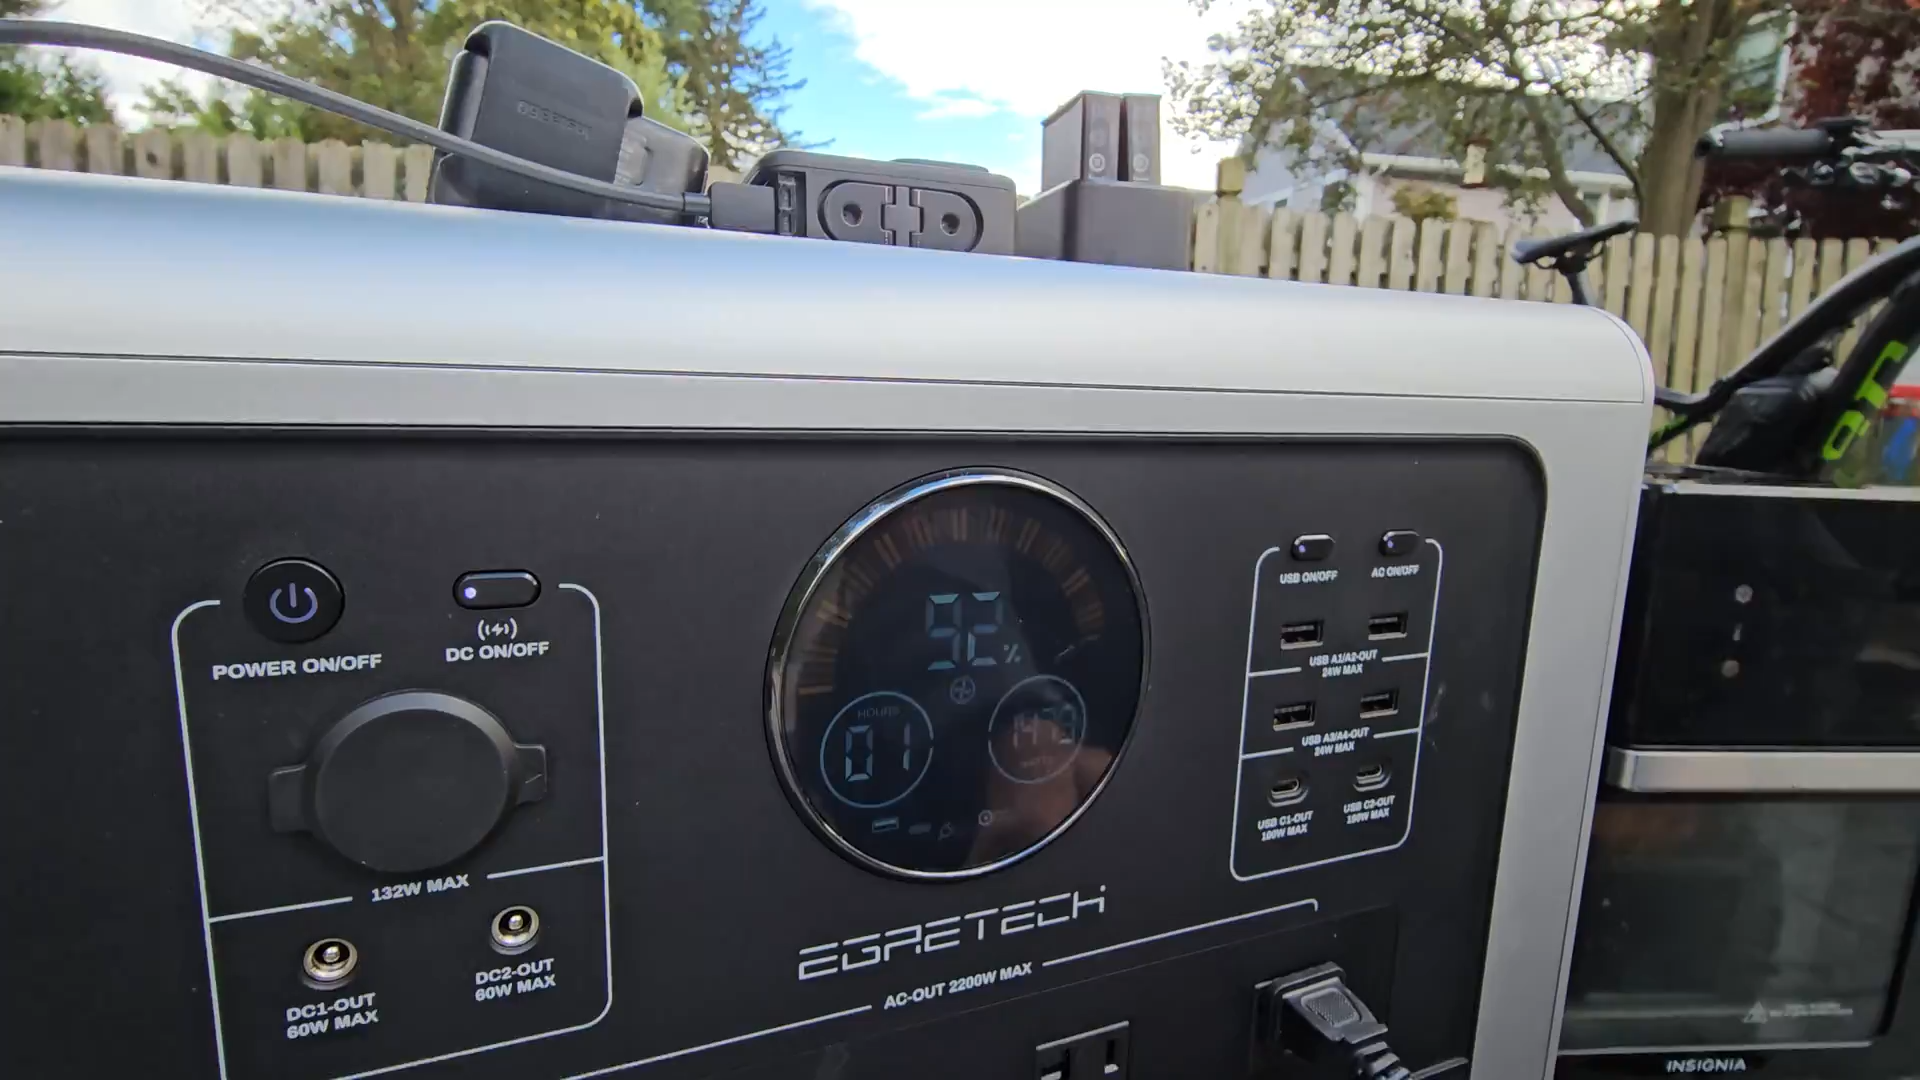 92%
HOURS
01
1479
WATTS
POWER ON/OFF
DC ON/OFF
132W MAX
DC1-OUT
60W MAX
DC2-OUT
60W MAX
EGRETECH
AC-OUT 2200W MAX
USB ON/OFF
AC ON/OFF
USB A1/A2-OUT
24W MAX
USB A3/A4-OUT
24W MAX
USB C1-OUT
100W MAX
USB C2-OUT
100W MAX
INSIGNIA